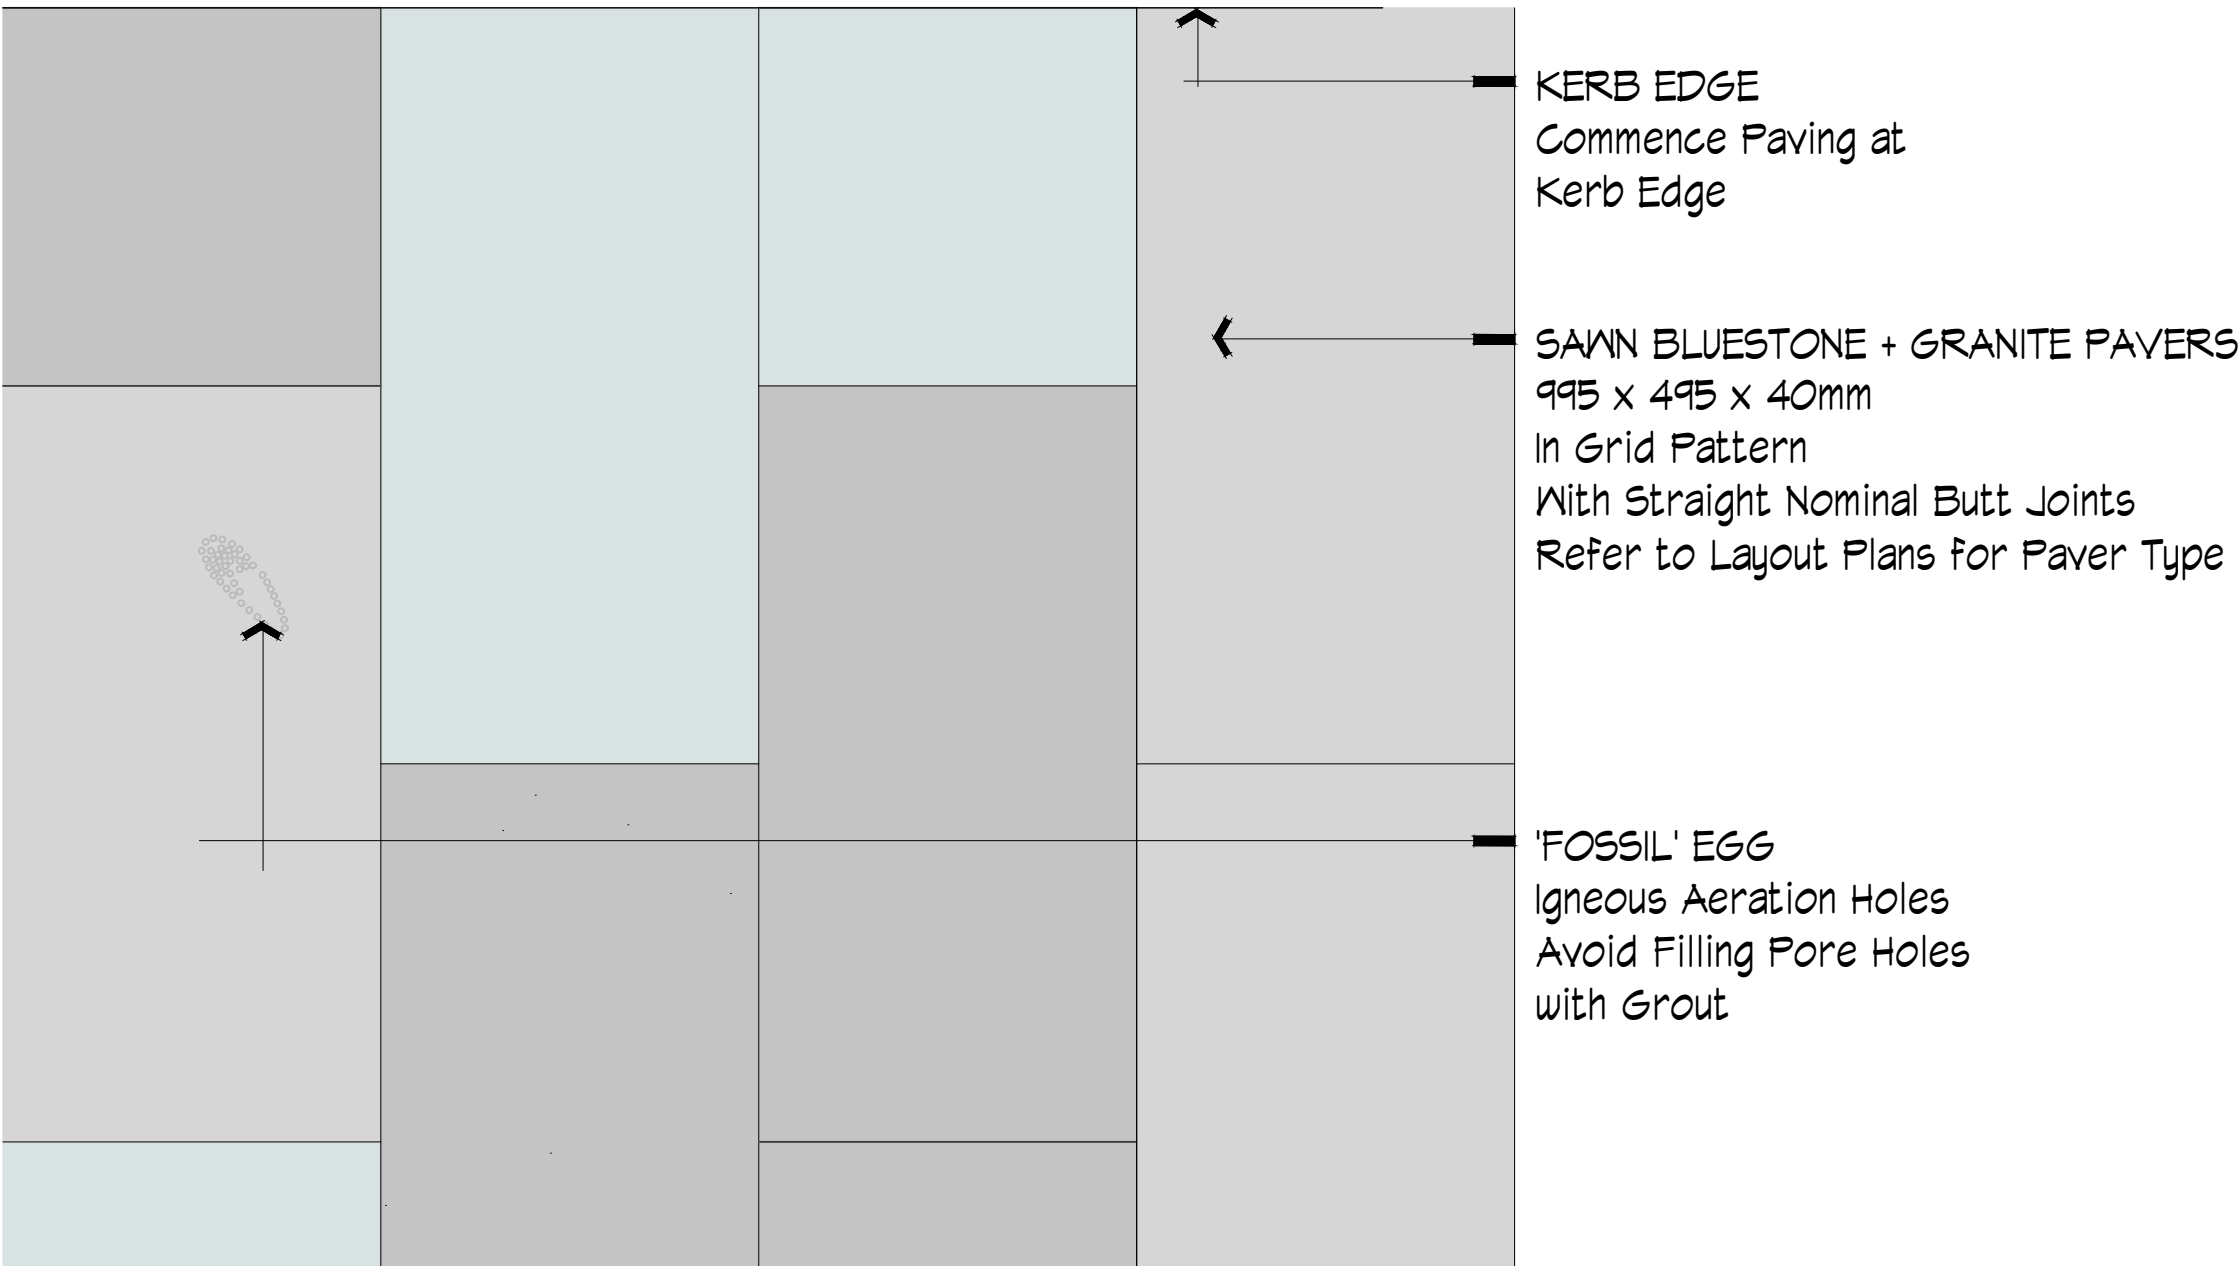 KERB EDGE
Commence Paving at
Kerb Edge
SAWN BLUESTONE + GRANITE PAVERS
995 x 495 x 40mm
In Grid Pattern
With Straight Nominal Butt Joints
Refer to Layout Plans for Paver Type
'FOSSIL' EGG
Igneous Aeration Holes
Avoid Filling Pore Holes
with Grout